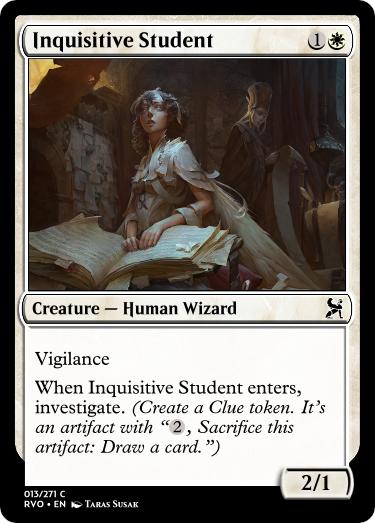 Inquisitive Student 1
Creature — Human Wizard
Vigilance
When Inquisitive Student enters,
investigate. (Create a Clue token. It's
an artifact with “2, Sacrifice this
artifact: Draw a card.”)
2/1
013/271 C
RVO • EN Taras Susak